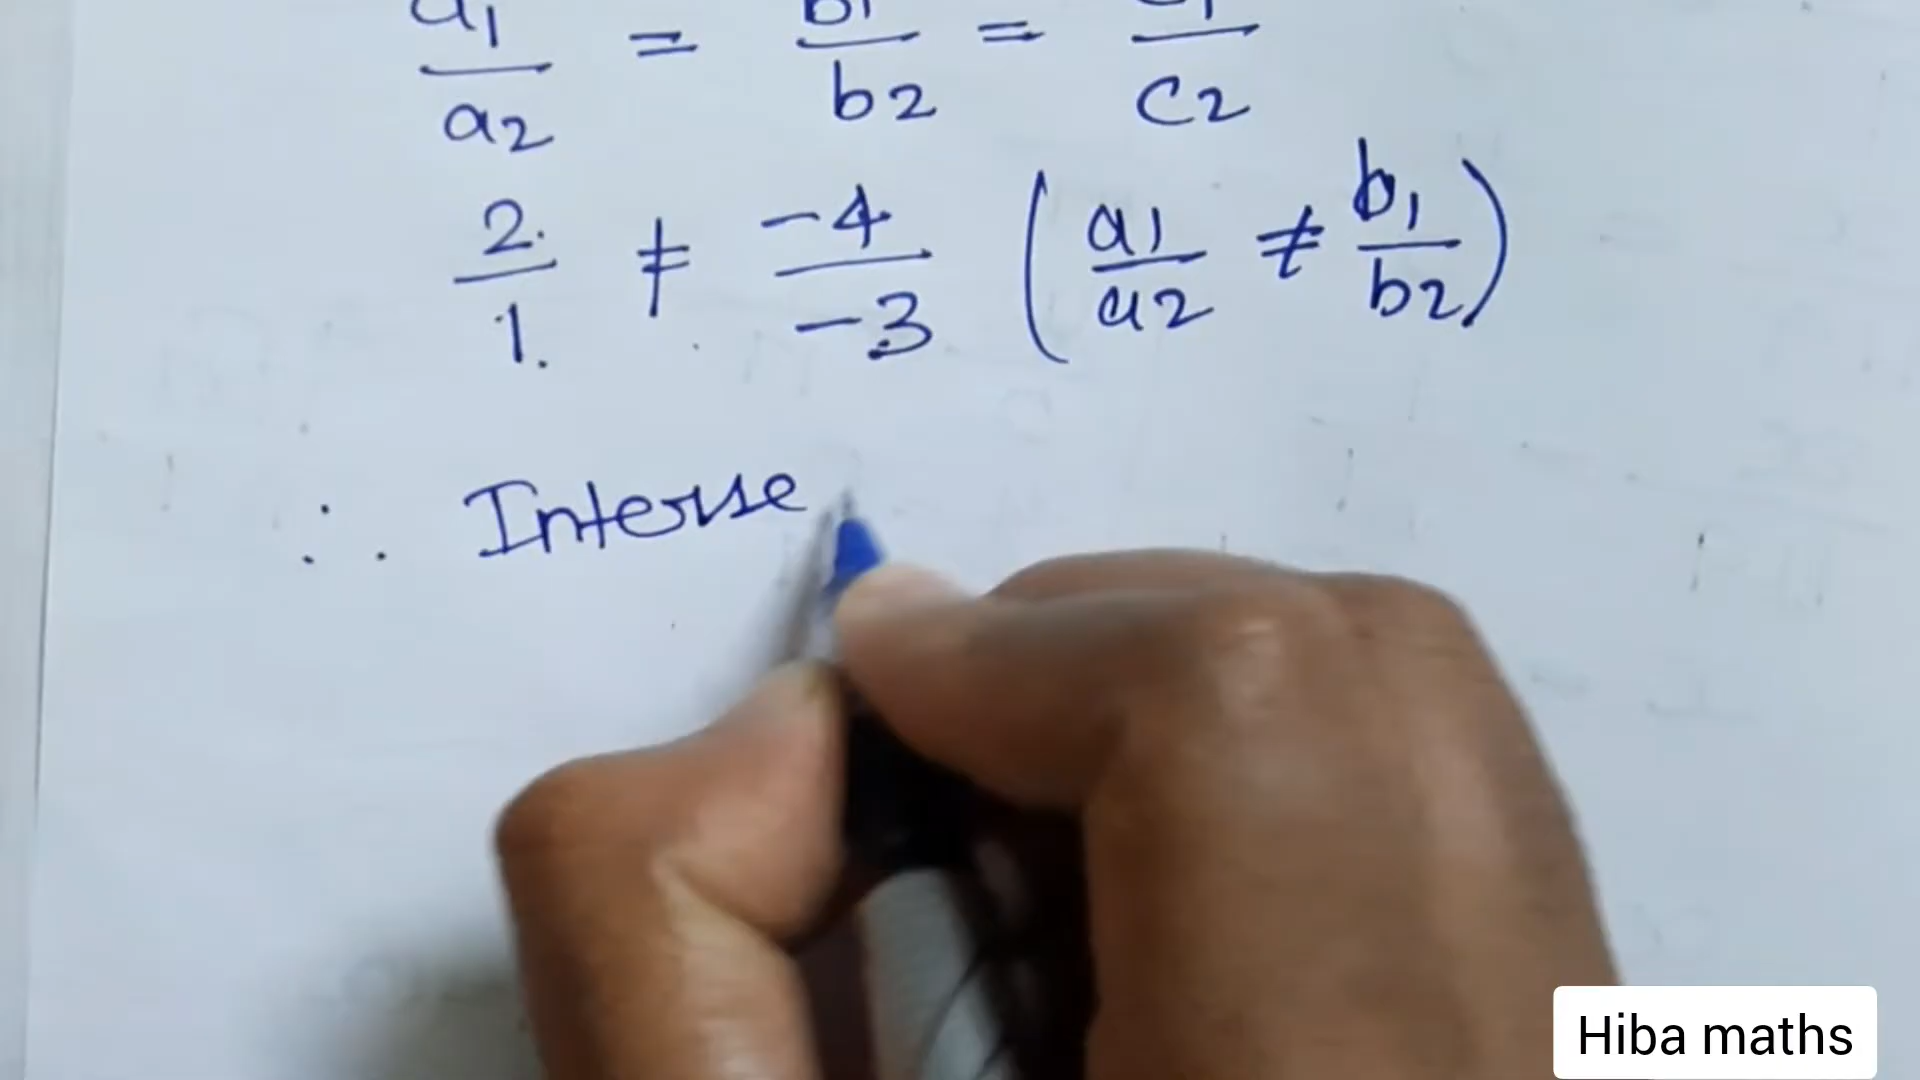 a1/a2 = b1/b2 = c1/c2
2/1 ≠ -4/-3 (a1/a2 ≠ b1/b2)
∴ Interse
Hiba maths